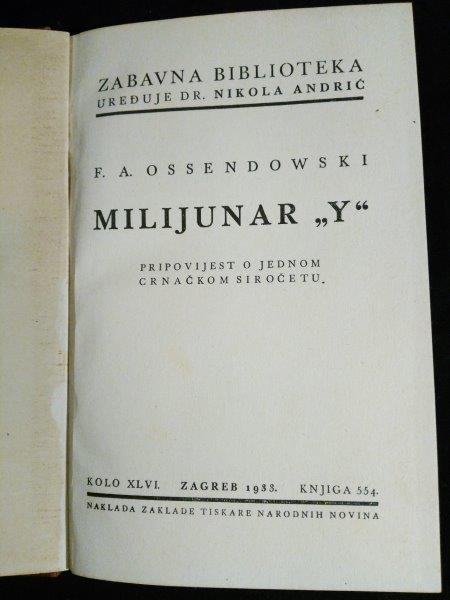 ZABAVNA BIBLIOTEKA
UREĐUJE DR. NIKOLA ANDRIĆ
F. A. OSSENDOWSKI
MILIJUNAR „Y“
PRIPOVIJEST O JEDNOM
CRNAČKOM SIROČETU.
KOLO XLVI. ZAGREB 1933. KNJIGA 554.
NAKLADA ZAKLADE TISKARE NARODNIH NOVINA